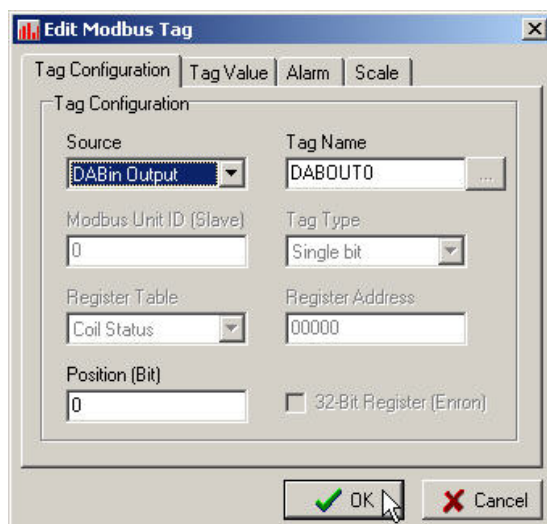 Edit Modbus Tag
Tag Configuration Tag Value Alarm Scale
Tag Configuration
Source Tag Name
DABin Output DABOUT0 ...
Modbus Unit ID (Slave) Tag Type
0 Single bit
Register Table Register Address
Coil Status 00000
Position (Bit)
0 32-Bit Register (Enron)
OK Cancel